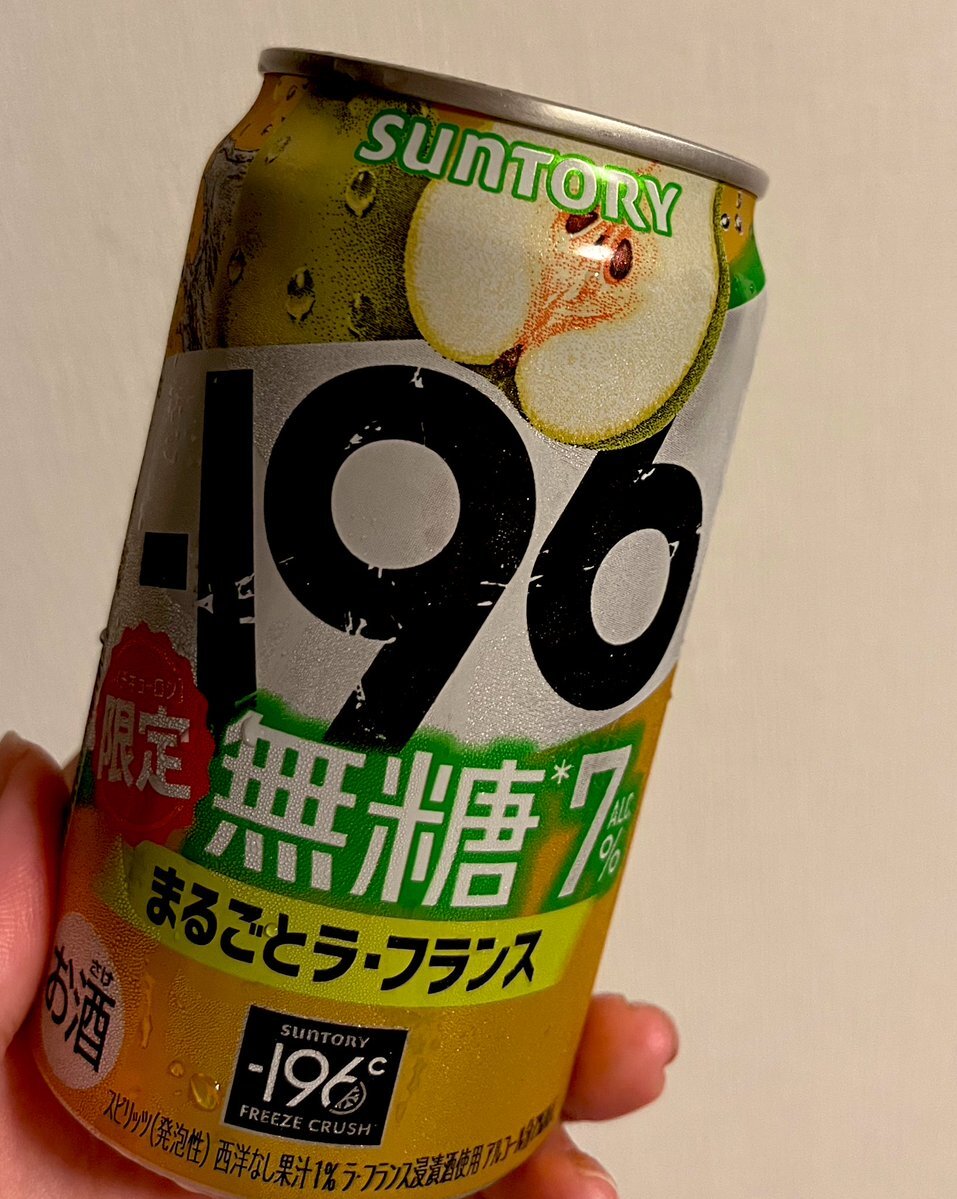 SUNTORY
-196
限定
無糖*7%
ALC
まるごとラ・フランス
お酒
さけ
SUNTORY
-196℃
FREEZE CRUSH
スピリッツ(発泡性) 西洋なし果汁1% ラ・フランス浸漬酒使用